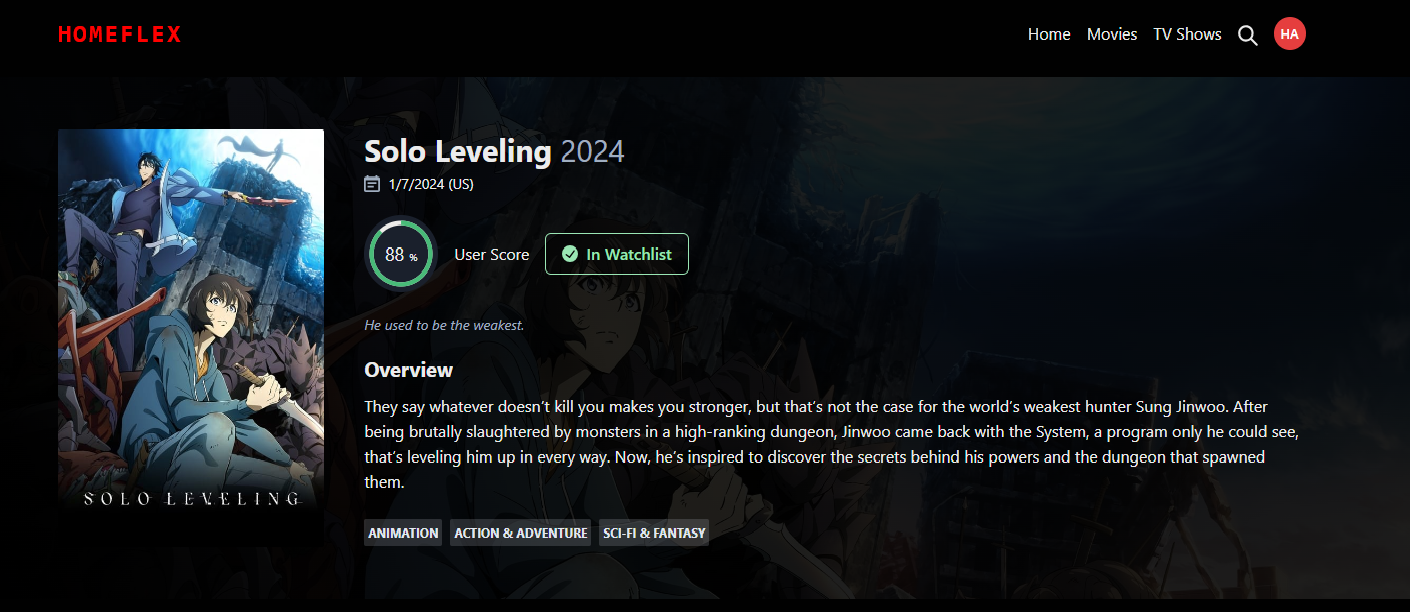 HOMEFLEX
Home Movies TV Shows HA
Solo Leveling 2024
1/7/2024 (US)
88 %
User Score
In Watchlist
He used to be the weakest.
Overview
They say whatever doesn’t kill you makes you stronger, but that’s not the case for the world’s weakest hunter Sung Jinwoo. After
being brutally slaughtered by monsters in a high-ranking dungeon, Jinwoo came back with the System, a program only he could see,
that’s leveling him up in every way. Now, he’s inspired to discover the secrets behind his powers and the dungeon that spawned
them.
ANIMATION ACTION & ADVENTURE SCI-FI & FANTASY
SOLO LEVELING